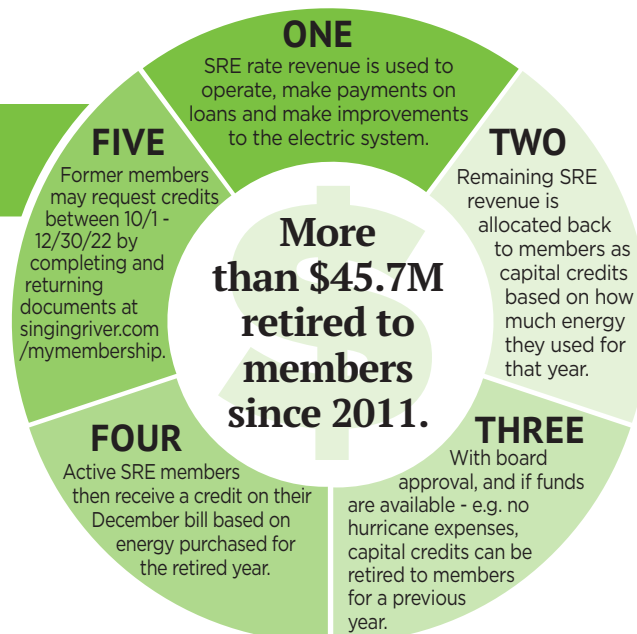 ONE
SRE rate revenue is used to
operate, make payments on
loans and make improvements
to the electric system.
TWO
Remaining SRE
revenue is
allocated back
to members as
capital credits
based on how
much energy
they used for
that year.
THREE
With board
approval, and if funds
are available - e.g. no
hurricane expenses,
capital credits can be
retired to members
for a previous
year.
FOUR
Active SRE members
then receive a credit on their
December bill based on
energy purchased for
the retired year.
FIVE
Former members
may request credits
between 10/1 -
12/30/22 by
completing and
returning
documents at
singingriver.com
/mymembership.
$
More
than $45.7M
retired to
members
since 2011.